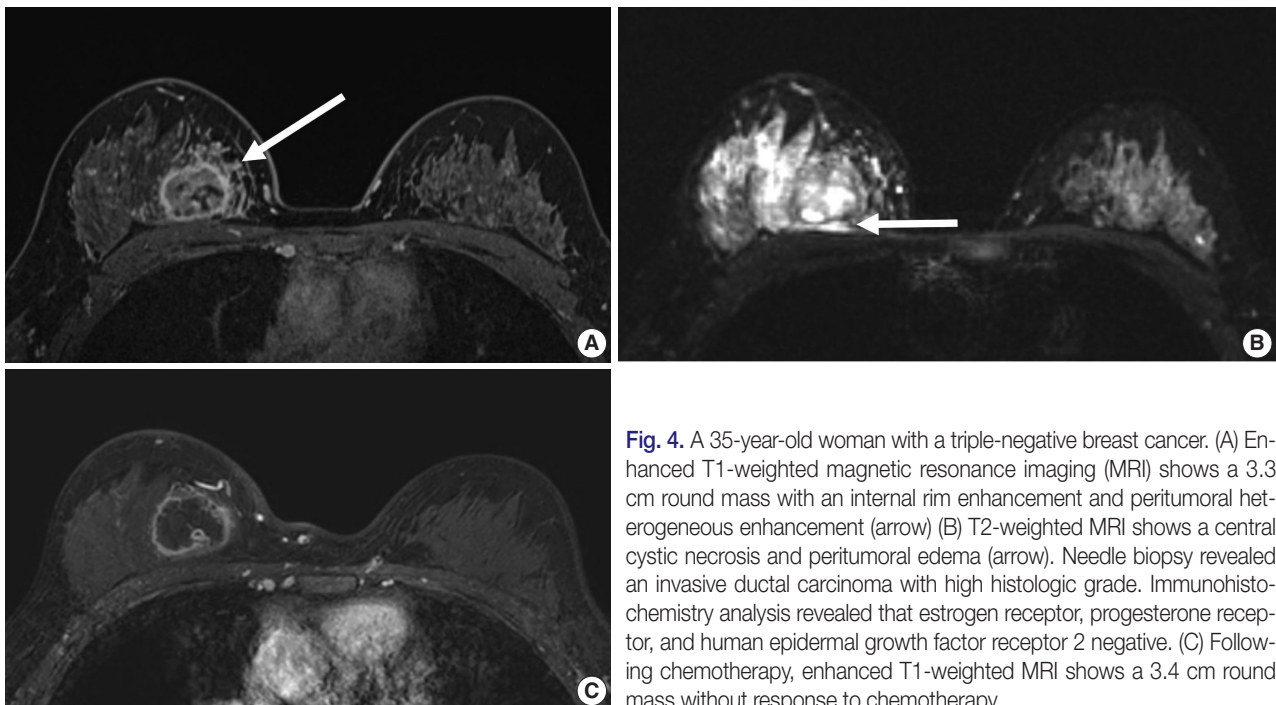 A
B
C
Fig. 4. A 35-year-old woman with a triple-negative breast cancer. (A) En-
hanced T1-weighted magnetic resonance imaging (MRI) shows a 3.3
cm round mass with an internal rim enhancement and peritumoral het-
erogeneous enhancement (arrow) (B) T2-weighted MRI shows a central
cystic necrosis and peritumoral edema (arrow). Needle biopsy revealed
an invasive ductal carcinoma with high histologic grade. Immunohisto-
chemistry analysis revealed that estrogen receptor, progesterone recep-
tor, and human epidermal growth factor receptor 2 negative. (C) Follow-
ing chemotherapy, enhanced T1-weighted MRI shows a 3.4 cm round
mass without response to chemotherapy